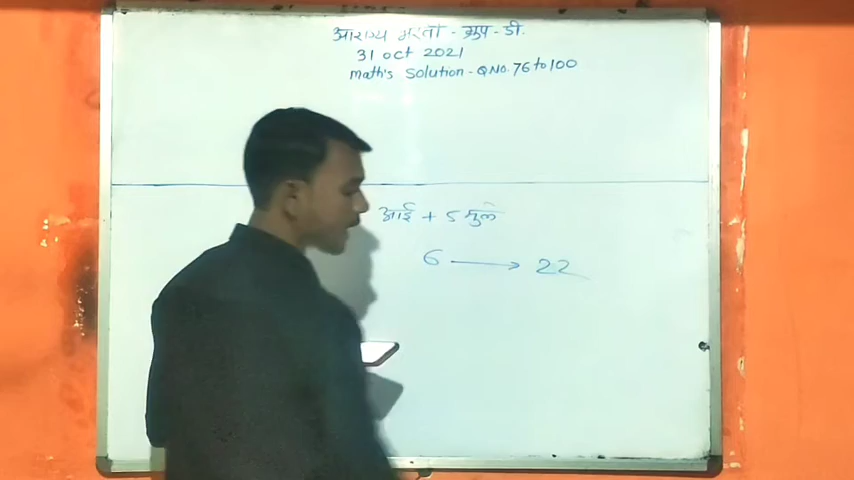 आरोग्य भरती - ग्रुप - डी.
31 oct 2021
math's Solution - Q.NO. 76 to 100
आई + 5 मुले
6 → 22